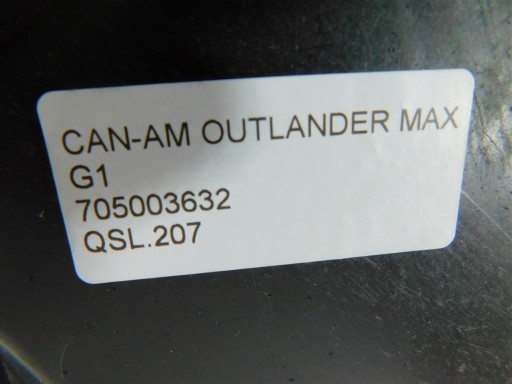 CAN-AM OUTLANDER MAX
G1
705003632
QSL.207